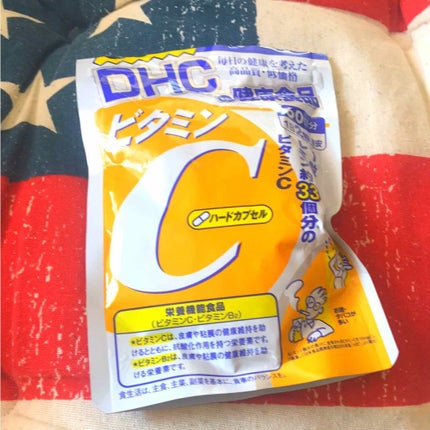 毎日の健康を考えた
高品質・低価格
DHC
の健康食品
ビタミン
C
ハードカプセル
約33個分の
ビタミンC
栄養機能食品
(ビタミンC・ビタミンB₂)
★ビタミンCは、皮膚や粘膜の健康維持を助
けるとともに、抗酸化作用を持つ栄養素です。
★ビタミンB₂は、皮膚や粘膜の健康維持を助
ける栄養素です。
食生活は、主食、主菜、副菜を基本に、食事のバランスを。